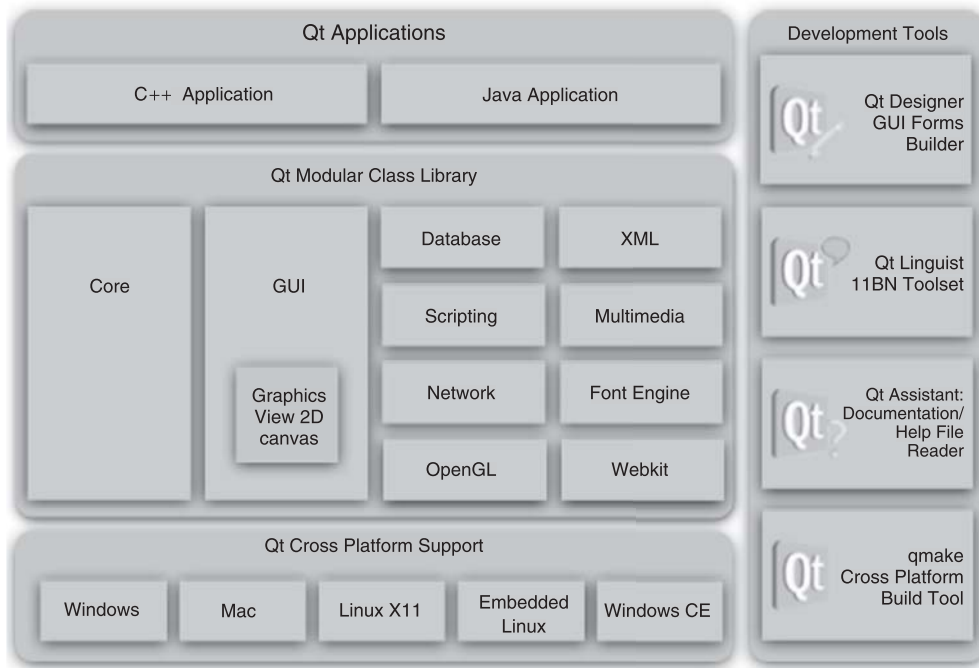 Qt Applications
C++ Application
Java Application
Qt Modular Class Library
Core
GUI
Graphics
View 2D
canvas
Database
XML
Scripting
Multimedia
Network
Font Engine
OpenGL
Webkit
Qt Cross Platform Support
Windows
Mac
Linux X11
Embedded
Linux
Windows CE
Development Tools
Qt
Qt Designer
GUI Forms
Builder
Qt
Qt Linguist
11BN Toolset
Qt
Qt Assistant:
Documentation/
Help File
Reader
Qt
qmake
Cross Platform
Build Tool